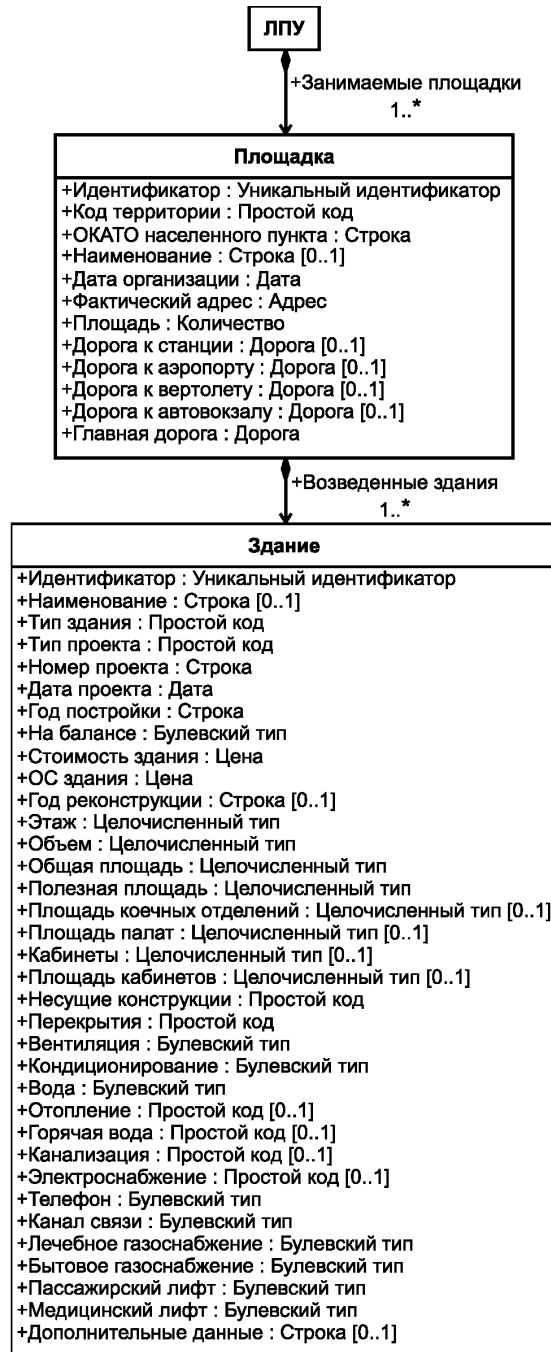 ЛПУ
+Занимаемые площадки
1..*
Площадка
+Идентификатор : Уникальный идентификатор
+Код территории : Простой код
+ОКАТО населенного пункта : Строка
+Наименование : Строка [0..1]
+Дата организации : Дата
+Фактический адрес : Адрес
+Площадь : Количество
+Дорога к станции : Дорога [0..1]
+Дорога к аэропорту : Дорога [0..1]
+Дорога к вертолету : Дорога [0..1]
+Дорога к автовокзалу : Дорога [0..1]
+Главная дорога : Дорога
+Возведенные здания
1..*
Здание
+Идентификатор : Уникальный идентификатор
+Наименование : Строка [0..1]
+Тип здания : Простой код
+Тип проекта : Простой код
+Номер проекта : Строка
+Дата проекта : Дата
+Год постройки : Строка
+На балансе : Булевский тип
+Стоимость здания : Цена
+ОС здания : Цена
+Год реконструкции : Строка [0..1]
+Этаж : Целочисленный тип
+Объем : Целочисленный тип
+Общая площадь : Целочисленный тип
+Полезная площадь : Целочисленный тип
+Площадь коечных отделений : Целочисленный тип [0..1]
+Площадь палат : Целочисленный тип [0..1]
+Кабинеты : Целочисленный тип [0..1]
+Площадь кабинетов : Целочисленный тип [0..1]
+Несущие конструкции : Простой код
+Перекрытия : Простой код
+Вентиляция : Булевский тип
+Кондиционирование : Булевский тип
+Вода : Булевский тип
+Отопление : Простой код [0..1]
+Горячая вода : Простой код [0..1]
+Канализация : Простой код [0..1]
+Электроснабжение : Простой код [0..1]
+Телефон : Булевский тип
+Канал связи : Булевский тип
+Лечебное газоснабжение : Булевский тип
+Бытовое газоснабжение : Булевский тип
+Пассажирский лифт : Булевский тип
+Медицинский лифт : Булевский тип
+Дополнительные данные : Строка [0..1]